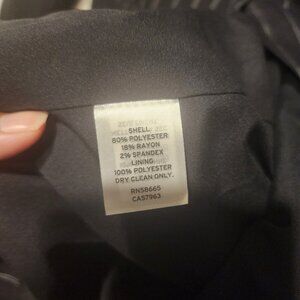 SHELL:
80% POLYESTER
18% RAYON
2% SPANDEX
LINING:
100% POLYESTER
DRY CLEAN ONLY.
RN58665
CA57963